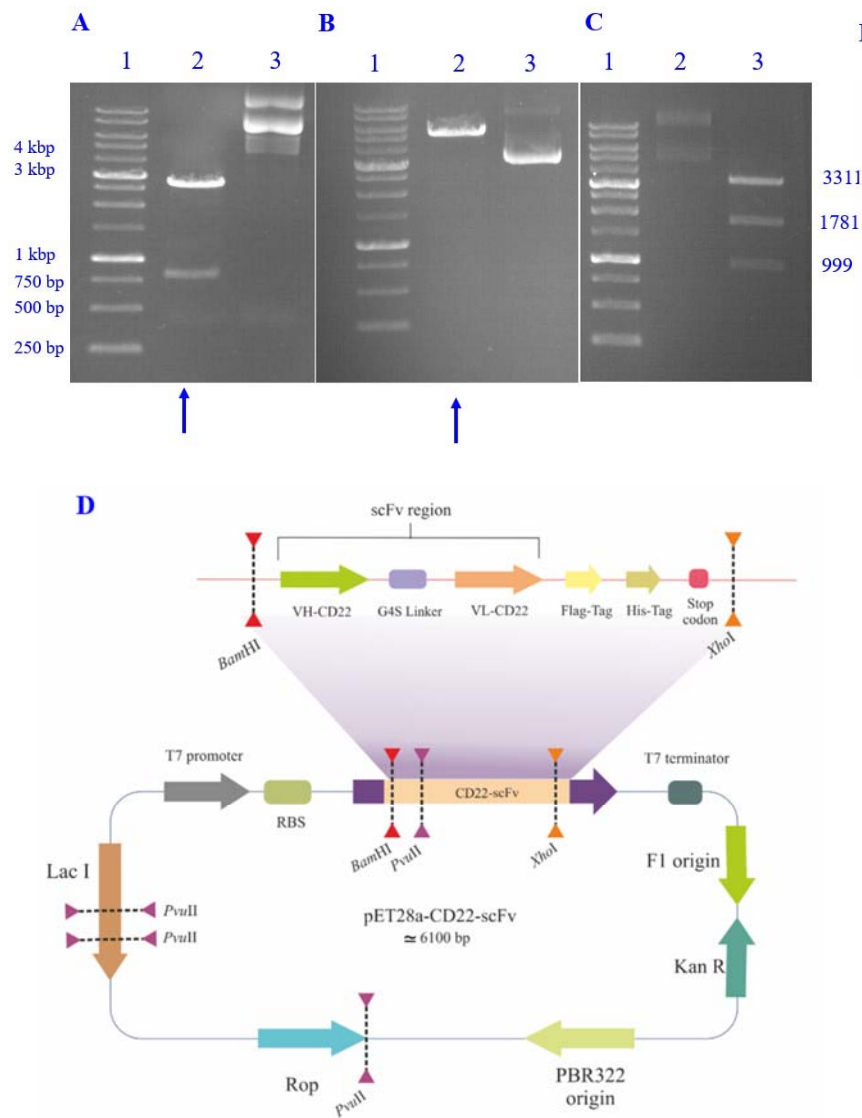 A
B
C
1
2
3
1
2
3
1
2
3
4 kbp
3 kbp
1 kbp
750 bp
500 bp
250 bp
3311
1781
999
D
scFv region
VH-CD22
G4S Linker
VL-CD22
Flag-Tag
His-Tag
Stop
codon
BamHI
XhoI
T7 promoter
RBS
CD22-scFv
T7 terminator
BamHI
PvuII
XhoI
Lac I
PvuII
PvuII
F1 origin
pET28a-CD22-scFv
≃ 6100 bp
Kan R
Rop
PvuII
PBR322
origin